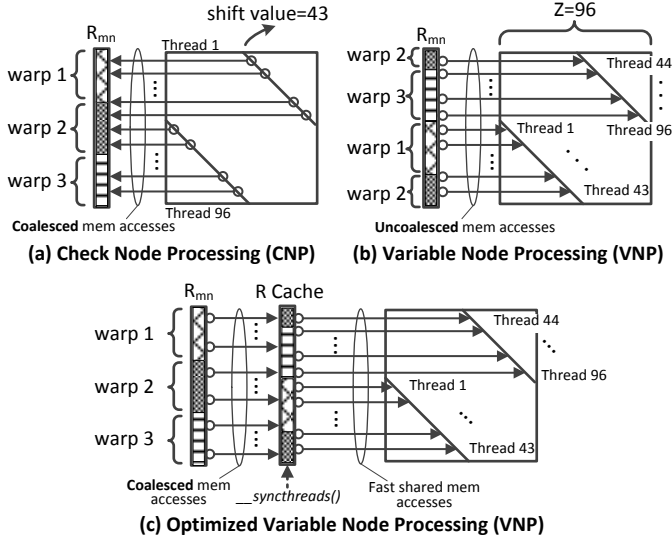 shift value=43
R_mn
Thread 1
warp 1
warp 2
warp 3
Thread 96
Coalesced mem accesses
(a) Check Node Processing (CNP)
Z=96
R_mn
warp 2
warp 3
warp 1
warp 2
Thread 44
Thread 96
Thread 1
Thread 43
Uncoalesced mem accesses
(b) Variable Node Processing (VNP)
R_mn
R Cache
warp 1
warp 2
warp 3
Thread 44
Thread 96
Thread 1
Thread 43
Coalesced mem
accesses
__syncthreads()
Fast shared mem
accesses
(c) Optimized Variable Node Processing (VNP)